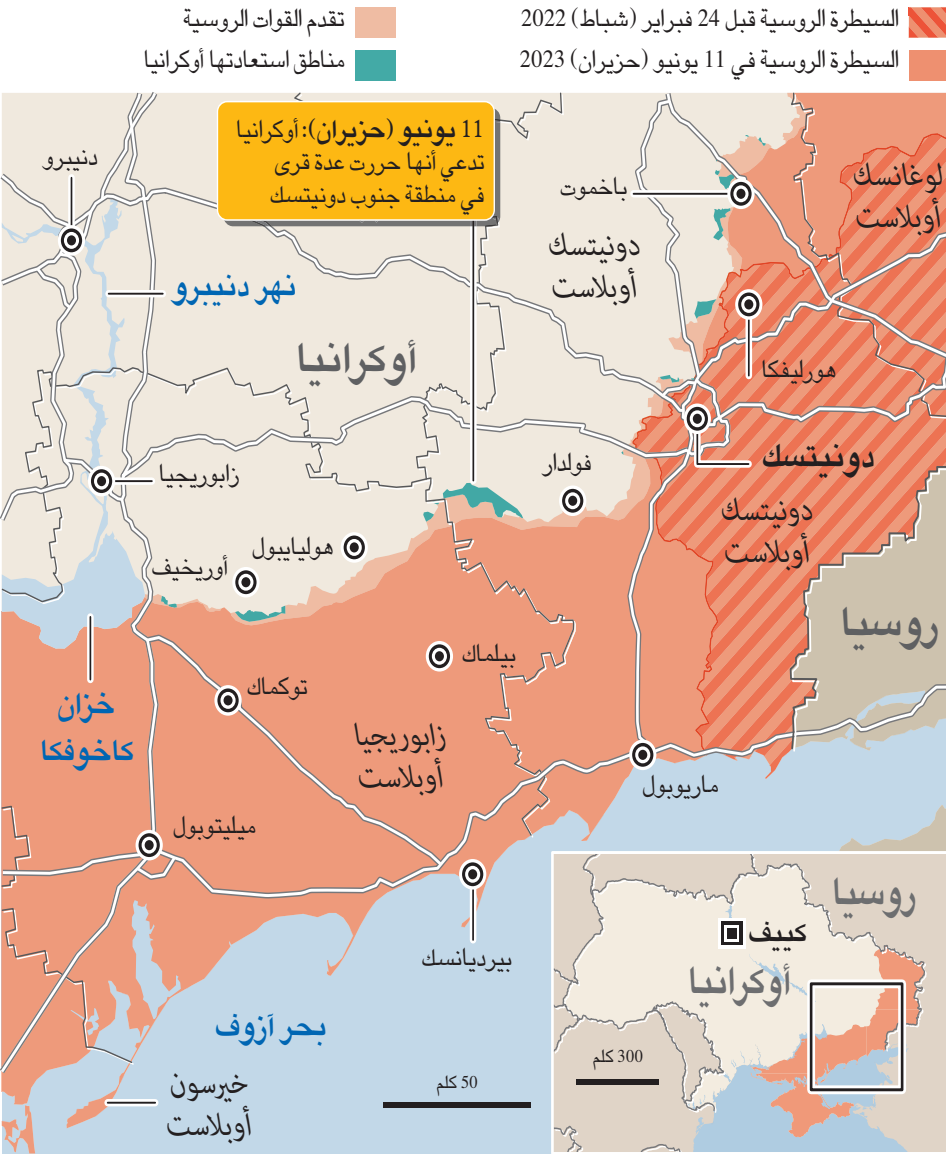 السيطرة الروسية قبل 24 فبراير (شباط) 2022
تقدم القوات الروسية
السيطرة الروسية في 11 يونيو (حزيران) 2023
مناطق استعادتها أوكرانيا
11 يونيو (حزيران): أوكرانيا
تدعي أنها حررت عدة قرى
في منطقة جنوب دونيتسك
دنيبرو
باخموت
لوغانسك
أوبلاست
دونيتسك
أوبلاست
نهر دنيبرو
أوكرانيا
هورليفكا
دونيتسك
فولدار
زابوريجيا
دونيتسك
أوبلاست
هوليايبول
أوريخيف
روسيا
بيلماك
توكماك
خزان
كاخوفكا
زابوريجيا
أوبلاست
ماريوبول
ميليتوبول
بيرديانسك
بحر آزوف
خيرسون
أوبلاست
50 كلم
روسيا
كييف
أوكرانيا
300 كلم